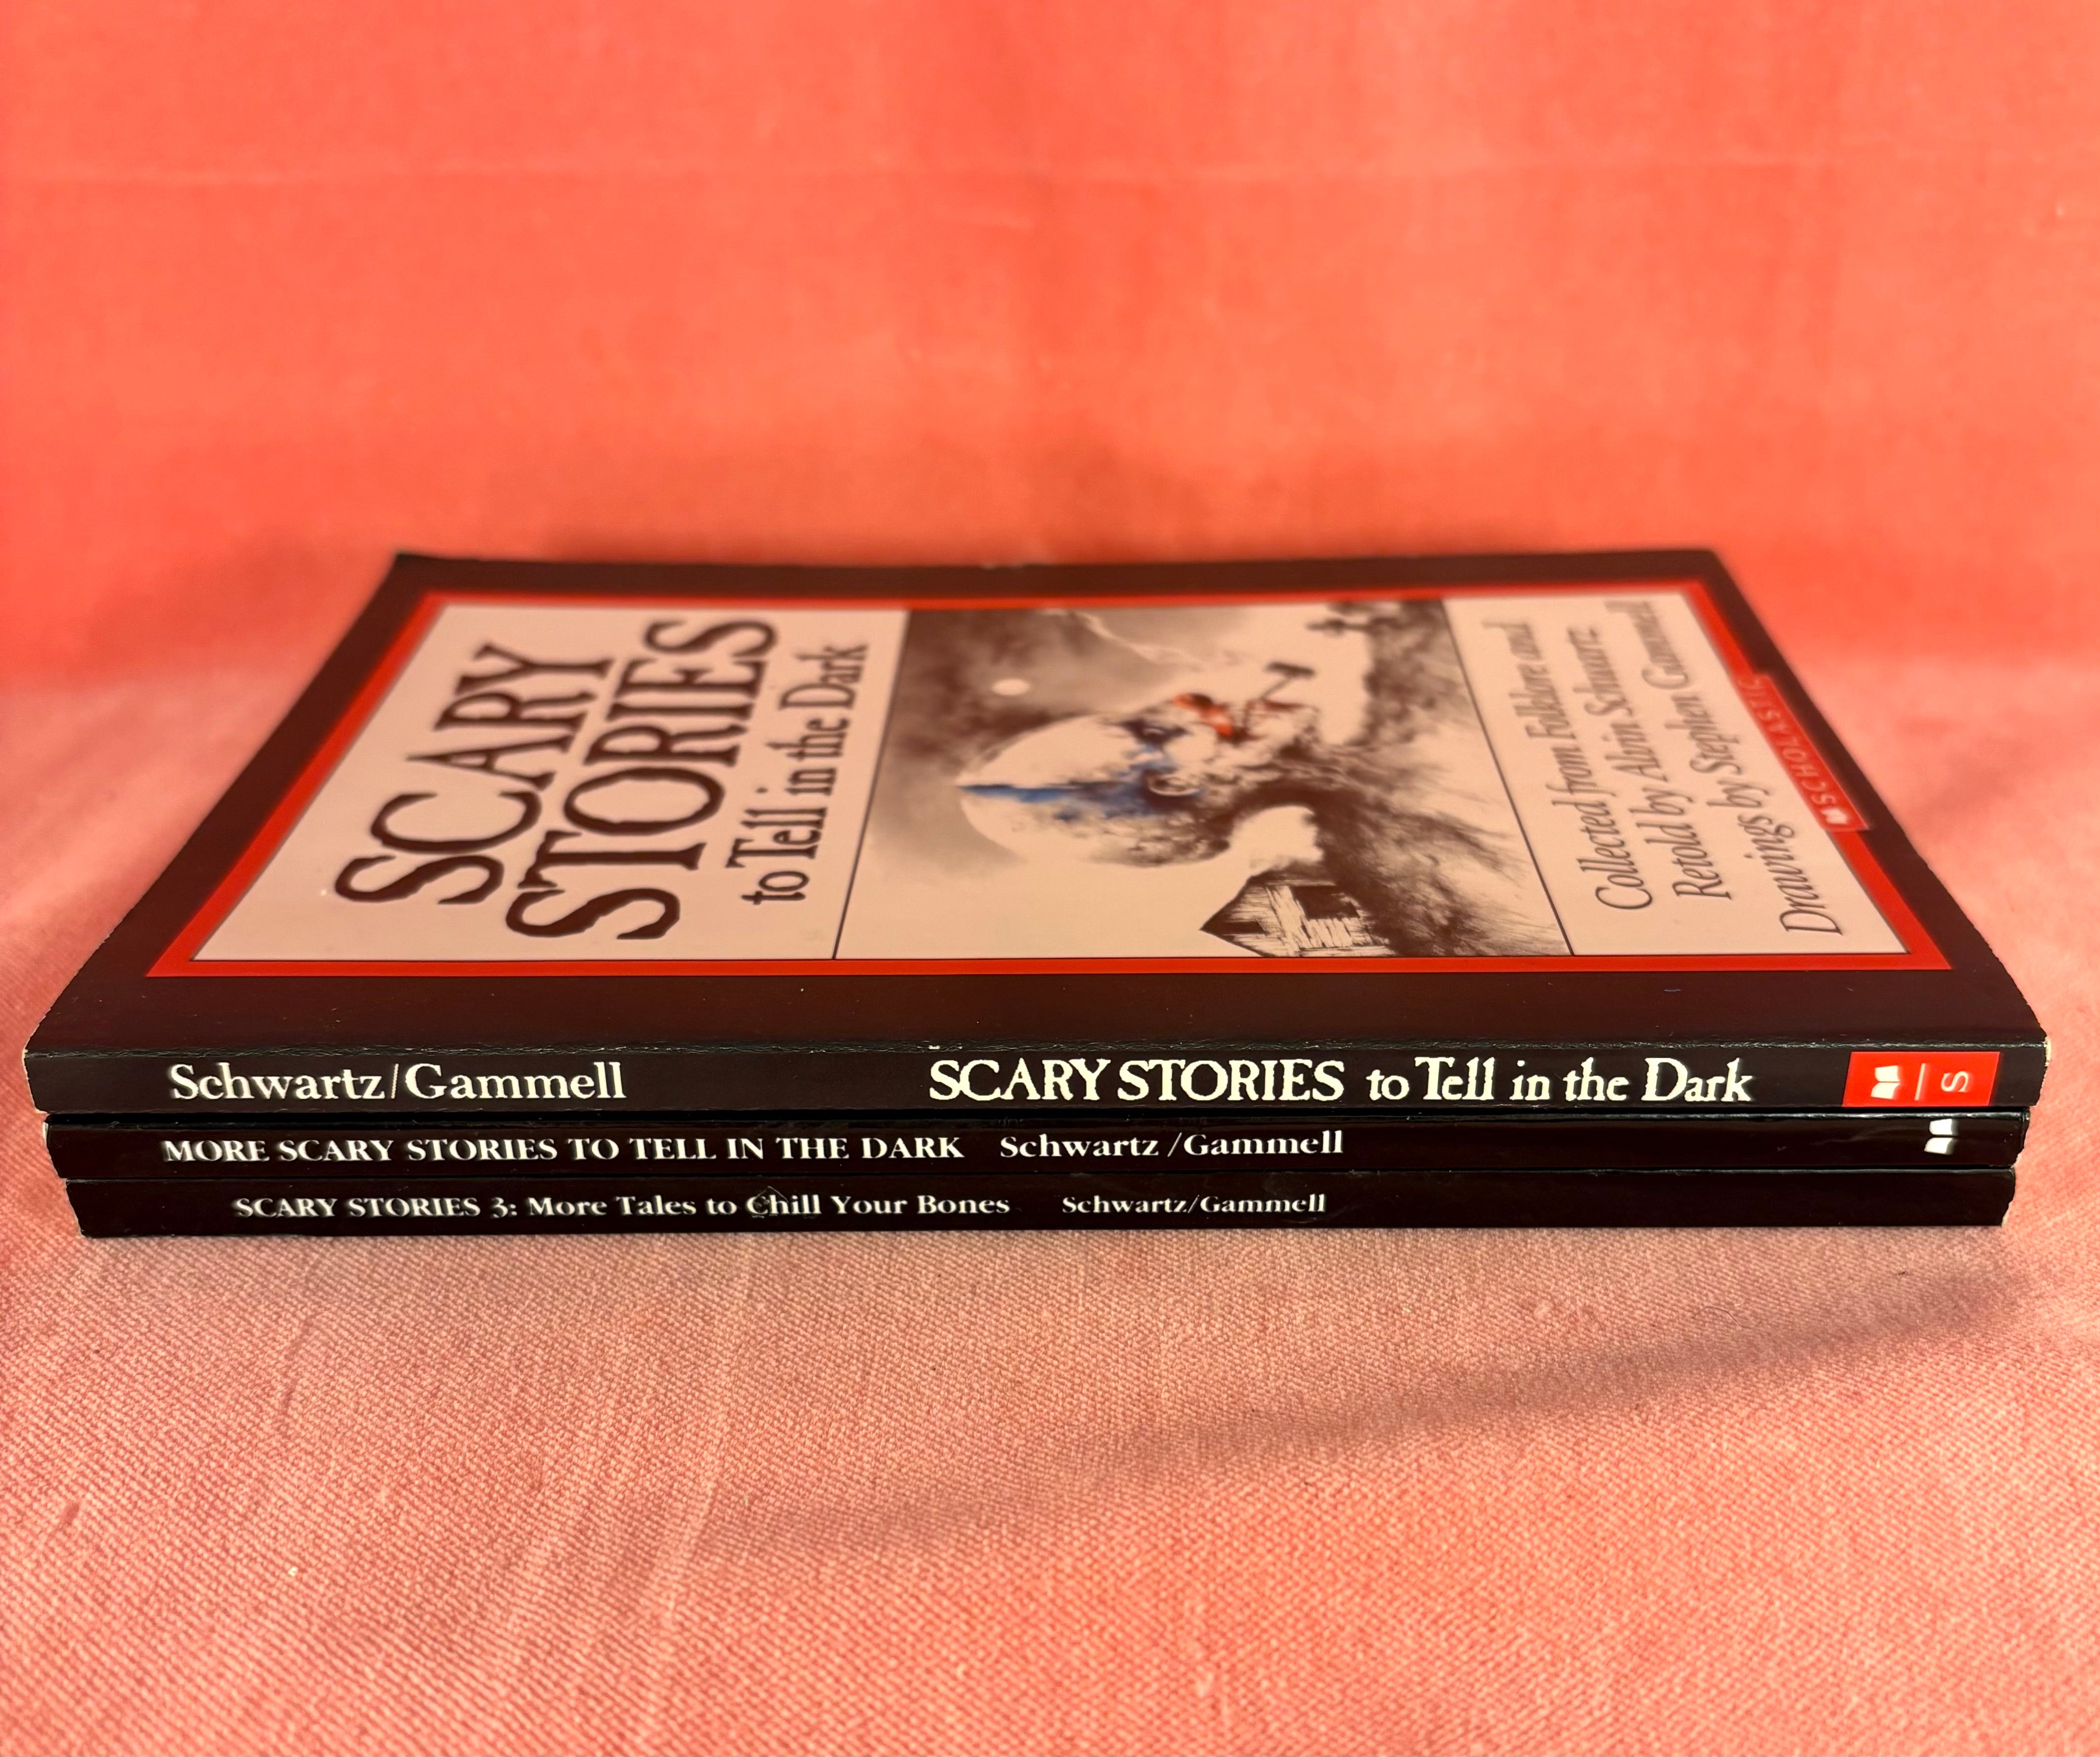 SCARY
STORIES
to Tell in the Dark
Collected from Folklore and
Retold by Alvin Schwartz
Drawings by Stephen Gammell
SCHOLASTIC
Schwartz/Gammell SCARY STORIES to Tell in the Dark S
MORE SCARY STORIES TO TELL IN THE DARK Schwartz /Gammell
SCARY STORIES 3: More Tales to Chill Your Bones Schwartz/Gammell